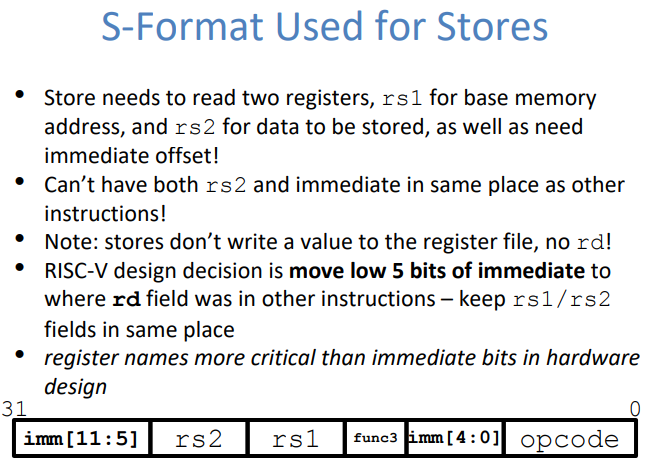 S-Format Used for Stores
• Store needs to read two registers, rs1 for base memory
address, and rs2 for data to be stored, as well as need
immediate offset!
• Can’t have both rs2 and immediate in same place as other
instructions!
• Note: stores don’t write a value to the register file, no rd!
• RISC-V design decision is move low 5 bits of immediate to
where rd field was in other instructions – keep rs1/rs2
fields in same place
• register names more critical than immediate bits in hardware
design
31 0
imm[11:5] rs2 rs1 func3 imm[4:0] opcode